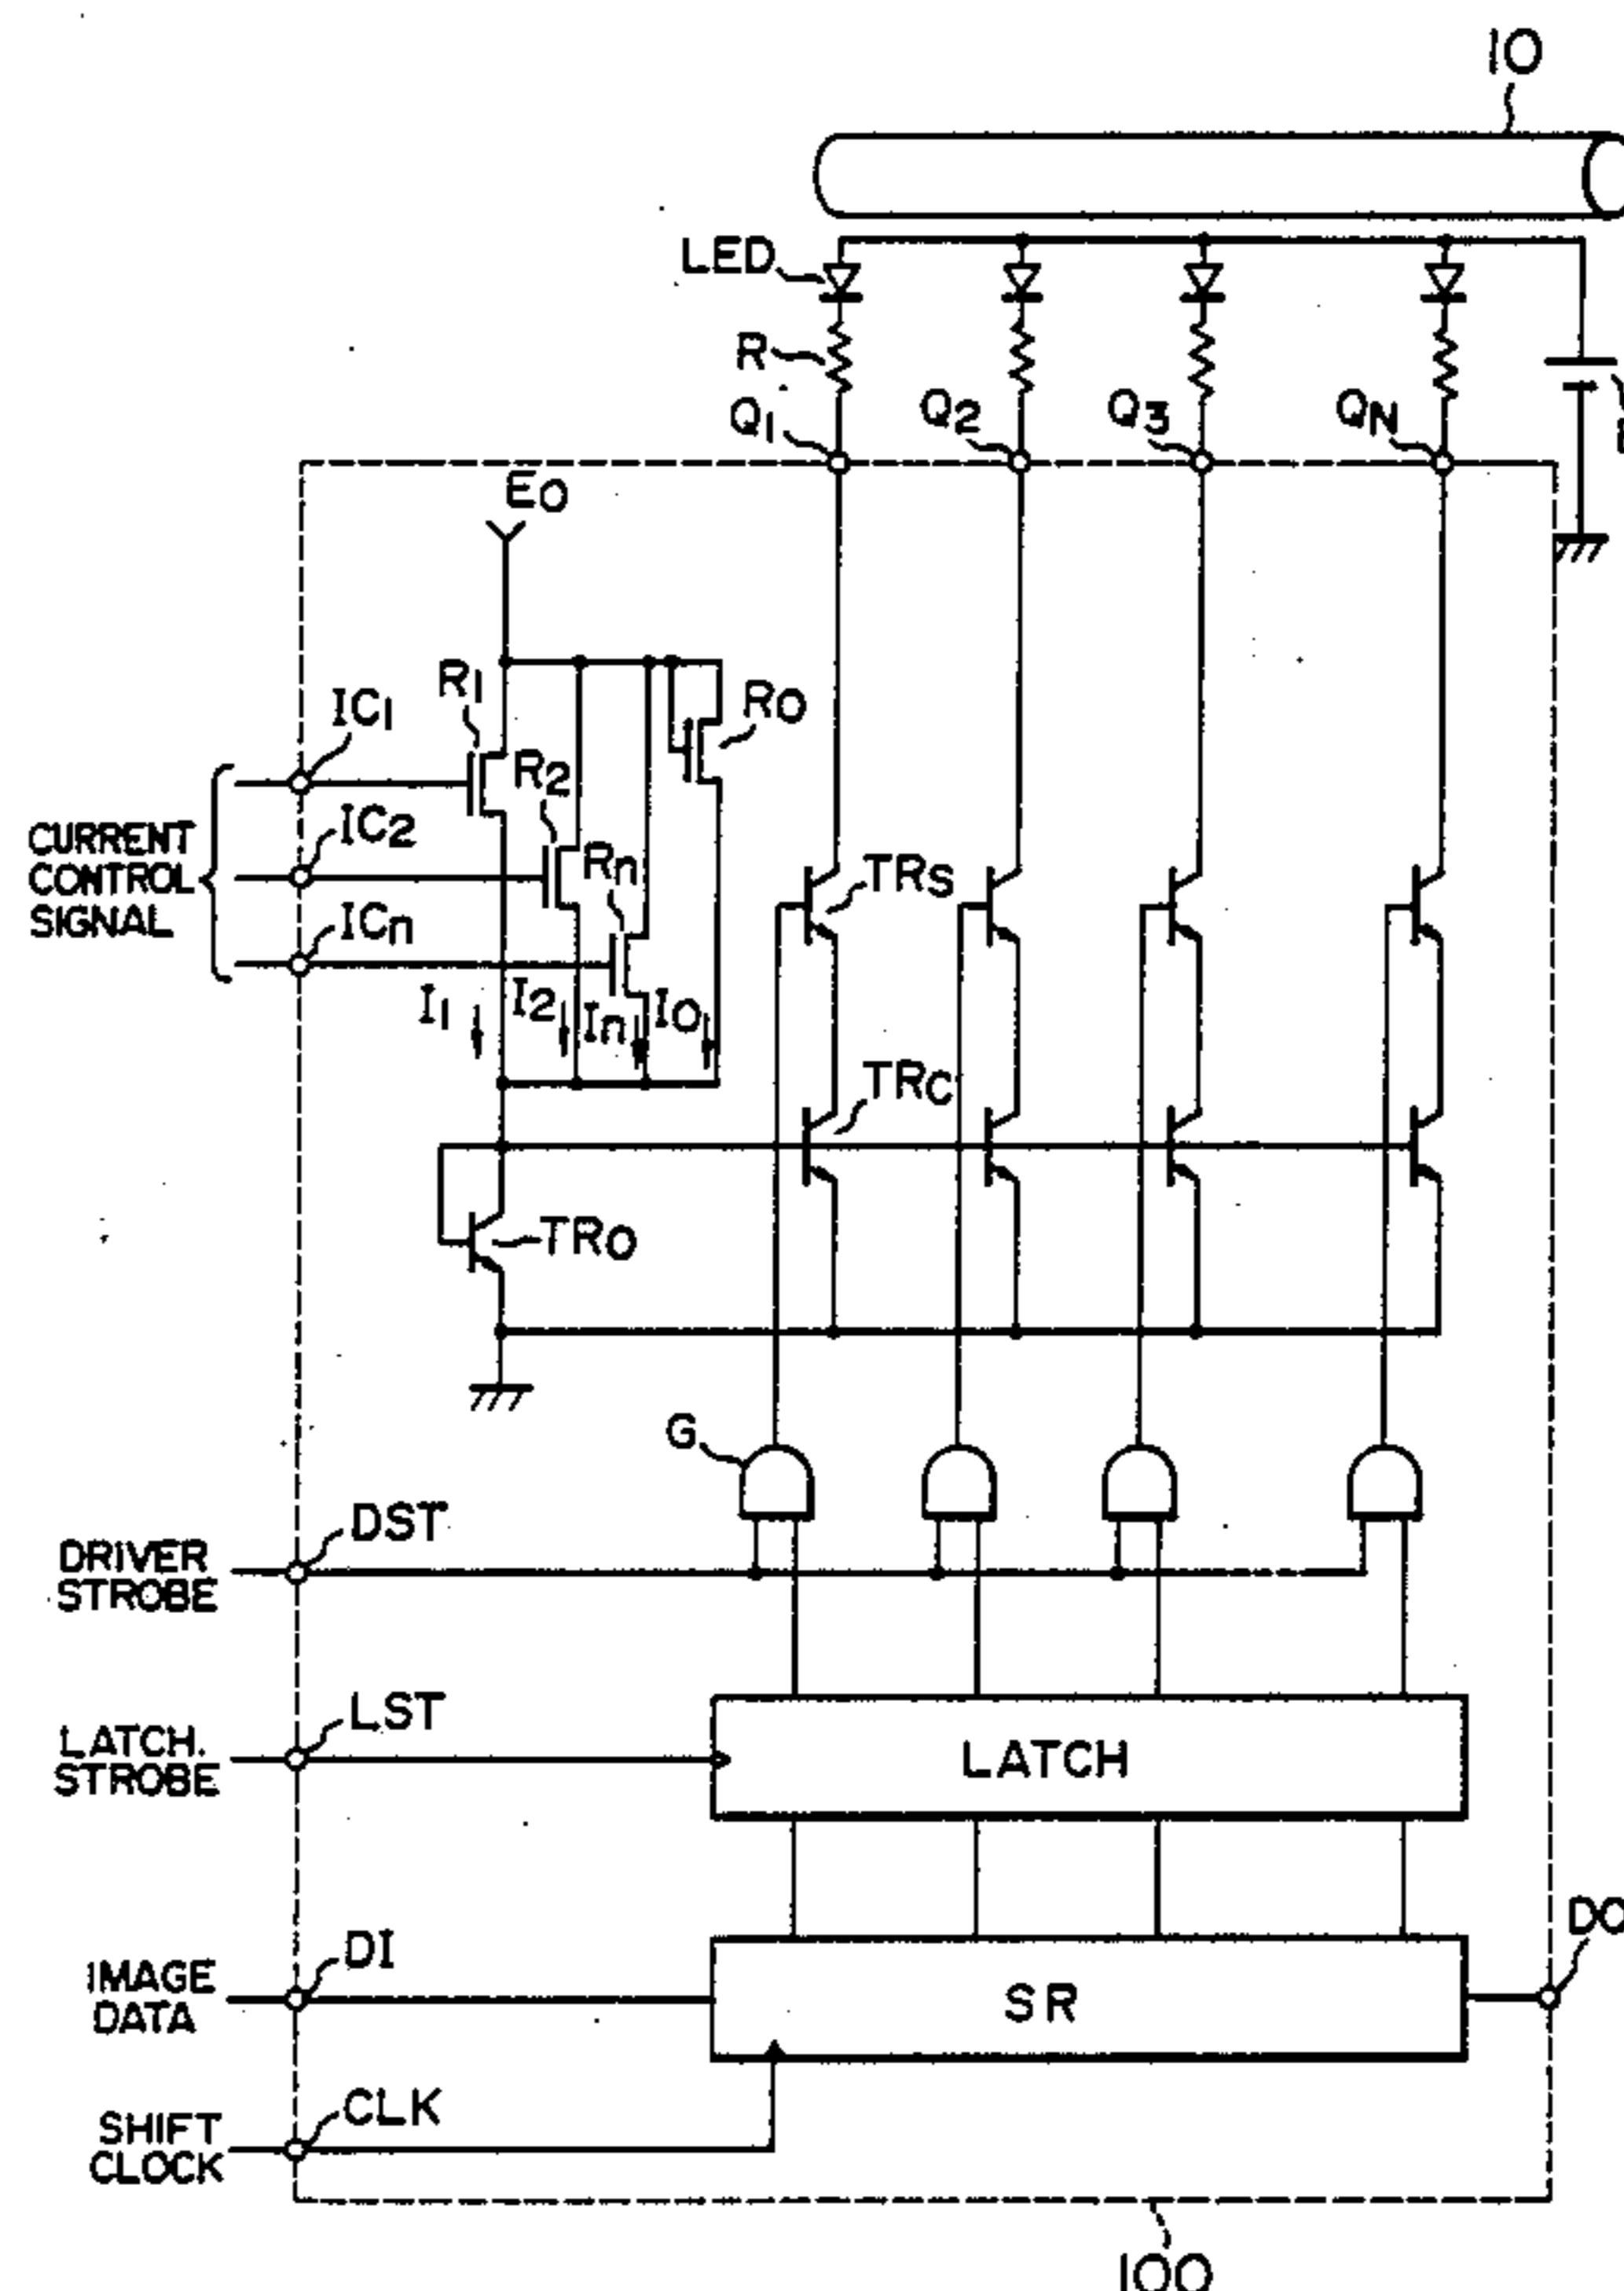 10
LED
R
Q1
Q2
Q3
QN
E0
R1
R0
IC1
R2
IC2
Rn
ICn
CURRENT
CONTROL
SIGNAL
TRS
I1
I2
In
I0
TRC
TR0
G
DST
DRIVER
STROBE
LST
LATCH.
STROBE
LATCH
DO
DI
IMAGE
DATA
SR
CLK
SHIFT
CLOCK
100